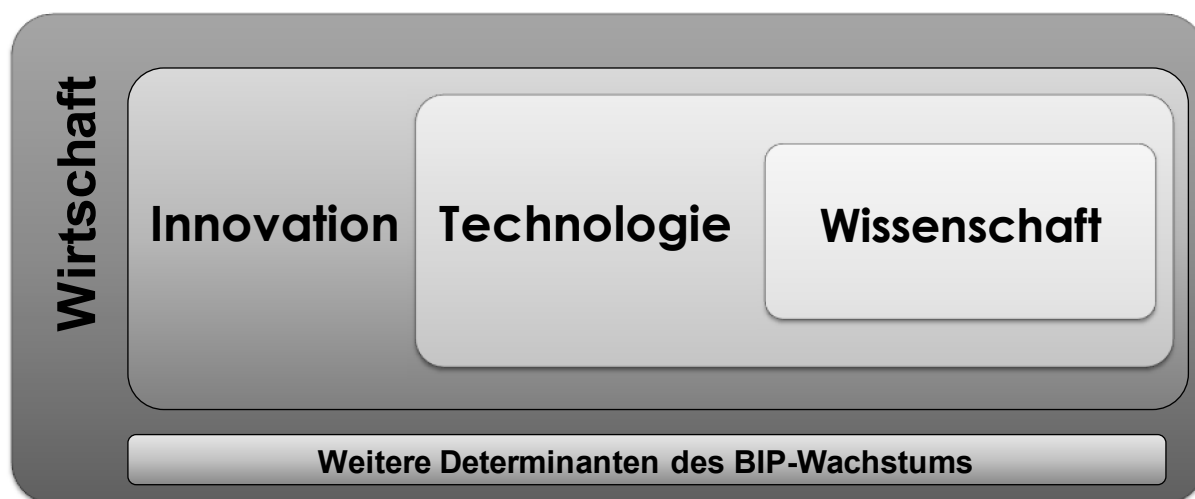 Wirtschaft
Innovation
Technologie
Wissenschaft
Weitere Determinanten des BIP-Wachstums